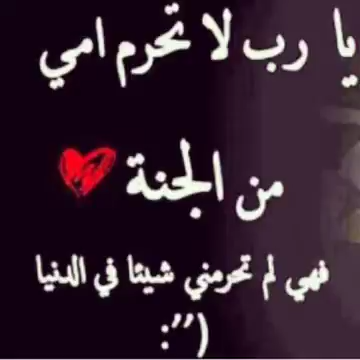 يا رب لا تحرم امي
من الجنة ❤
فهي لم تحرمني شيئا في الدنيا
:”)